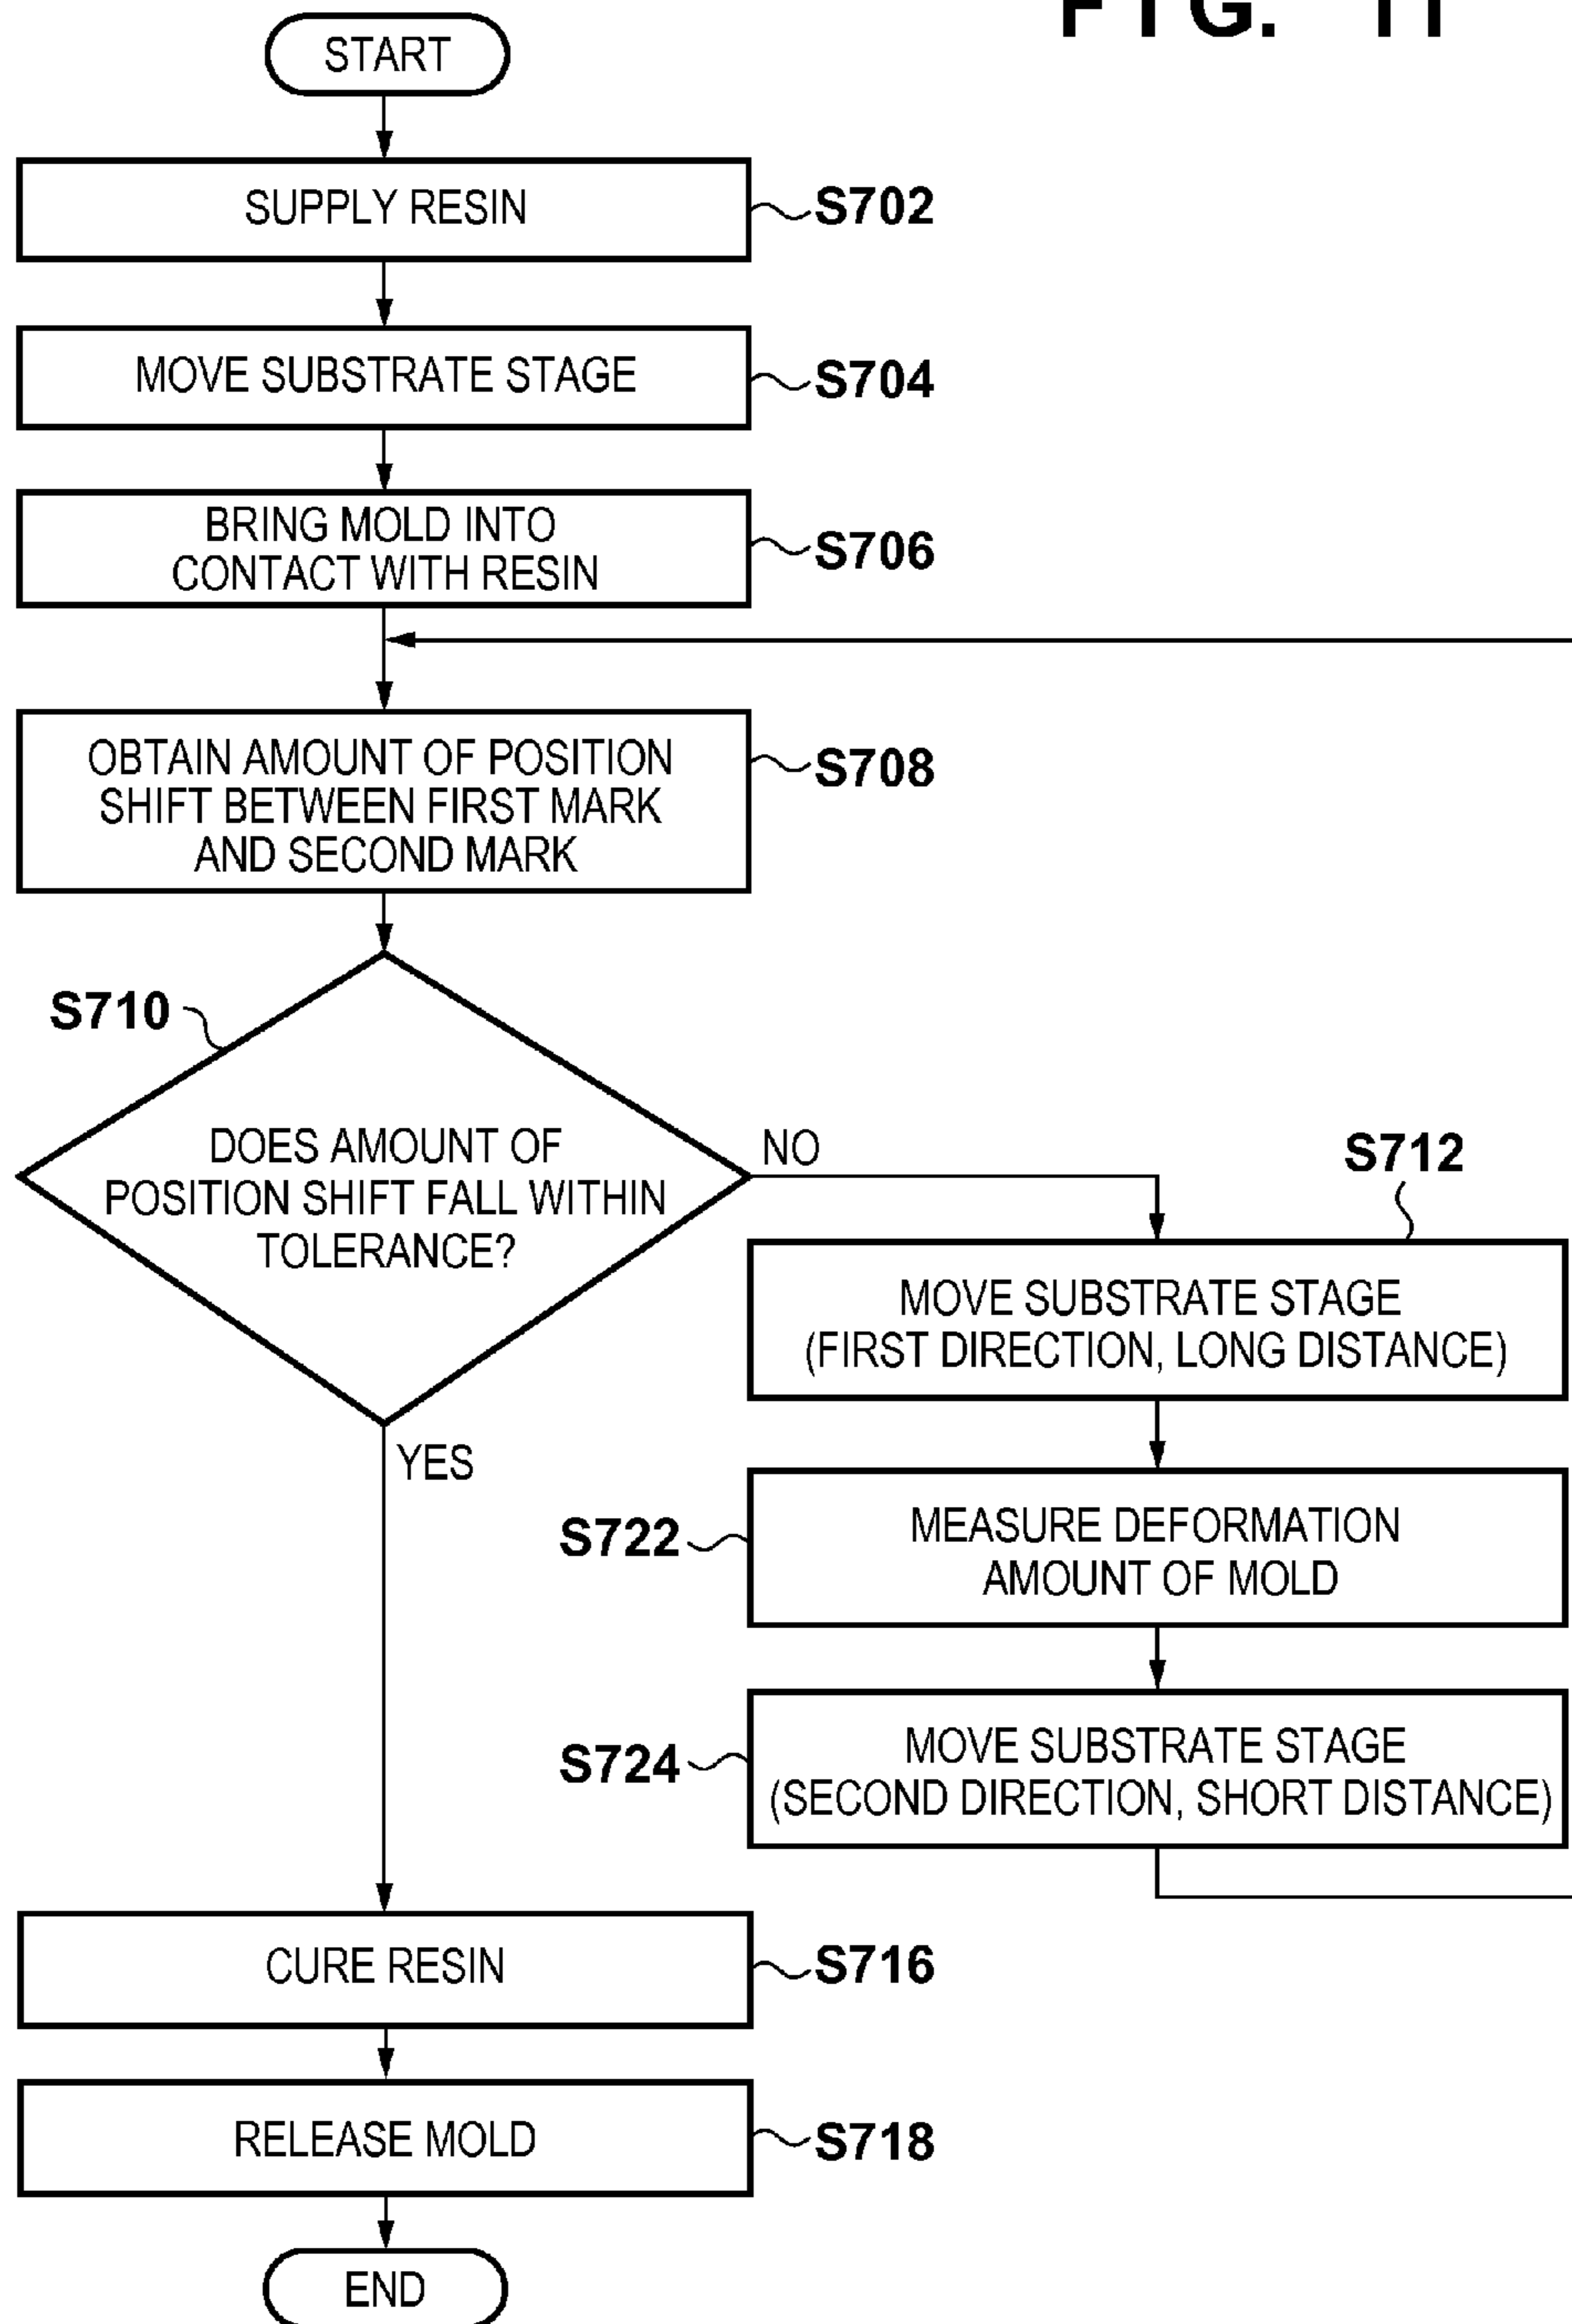 FIG. 11
START
SUPPLY RESIN
S702
MOVE SUBSTRATE STAGE
S704
BRING MOLD INTO
CONTACT WITH RESIN
S706
OBTAIN AMOUNT OF POSITION
SHIFT BETWEEN FIRST MARK
AND SECOND MARK
S708
S710
DOES AMOUNT OF
POSITION SHIFT FALL WITHIN
TOLERANCE?
NO
YES
S712
MOVE SUBSTRATE STAGE
(FIRST DIRECTION, LONG DISTANCE)
S722
MEASURE DEFORMATION
AMOUNT OF MOLD
S724
MOVE SUBSTRATE STAGE
(SECOND DIRECTION, SHORT DISTANCE)
CURE RESIN
S716
RELEASE MOLD
S718
END